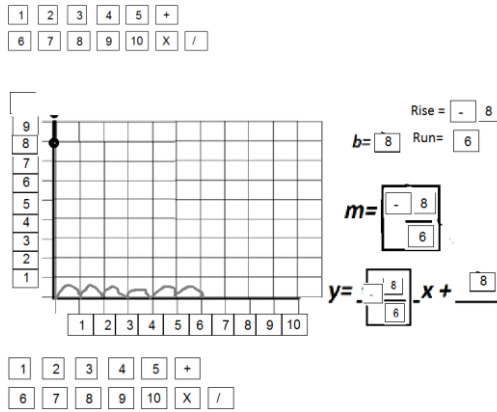 1 2 3 4 5 +
6 7 8 9 10 X /
Rise = - 8
b= 8 Run= 6
9
8
7
6
5
4
3
2
1
m= - 8
6
y= - 8 x + 8
6
1 2 3 4 5 6 7 8 9 10
1 2 3 4 5 +
6 7 8 9 10 X /